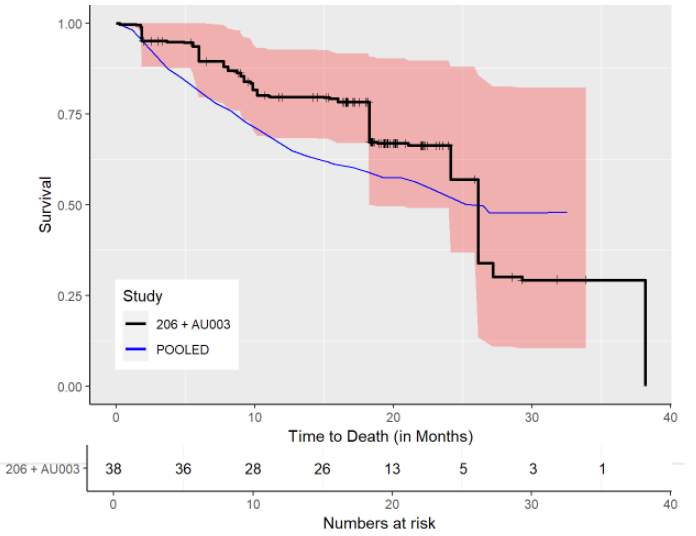 1.00
0.75
0.50
0.25
0.00
Survival
Study
206 + AU003
POOLED
0 10 20 30 40
Time to Death (in Months)
206 + AU003 38 36 28 26 13 5 3 1
0 10 20 30 40
Numbers at risk